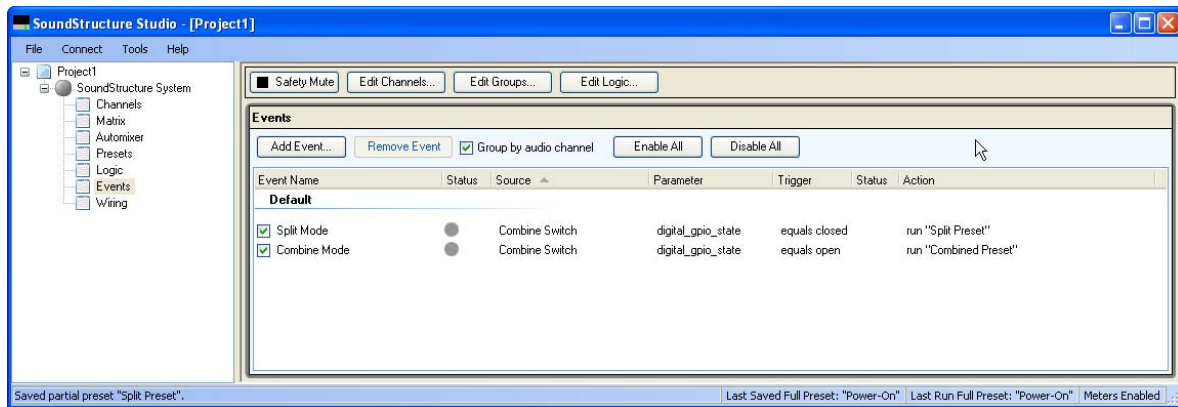 SoundStructure Studio - [Project1]
File Connect Tools Help
Project1
SoundStructure System
Channels
Matrix
Automixer
Presets
Logic
Events
Wiring
Safety Mute Edit Channels... Edit Groups... Edit Logic...
Events
Add Event... Remove Event Group by audio channel Enable All Disable All
Event Name Status Source Parameter Trigger Status Action
Default
Split Mode Combine Switch digital_gpio_state equals closed run "Split Preset"
Combine Mode Combine Switch digital_gpio_state equals open run "Combined Preset"
Saved partial preset "Split Preset". Last Saved Full Preset: "Power-On" Last Run Full Preset: "Power-On" Meters Enabled